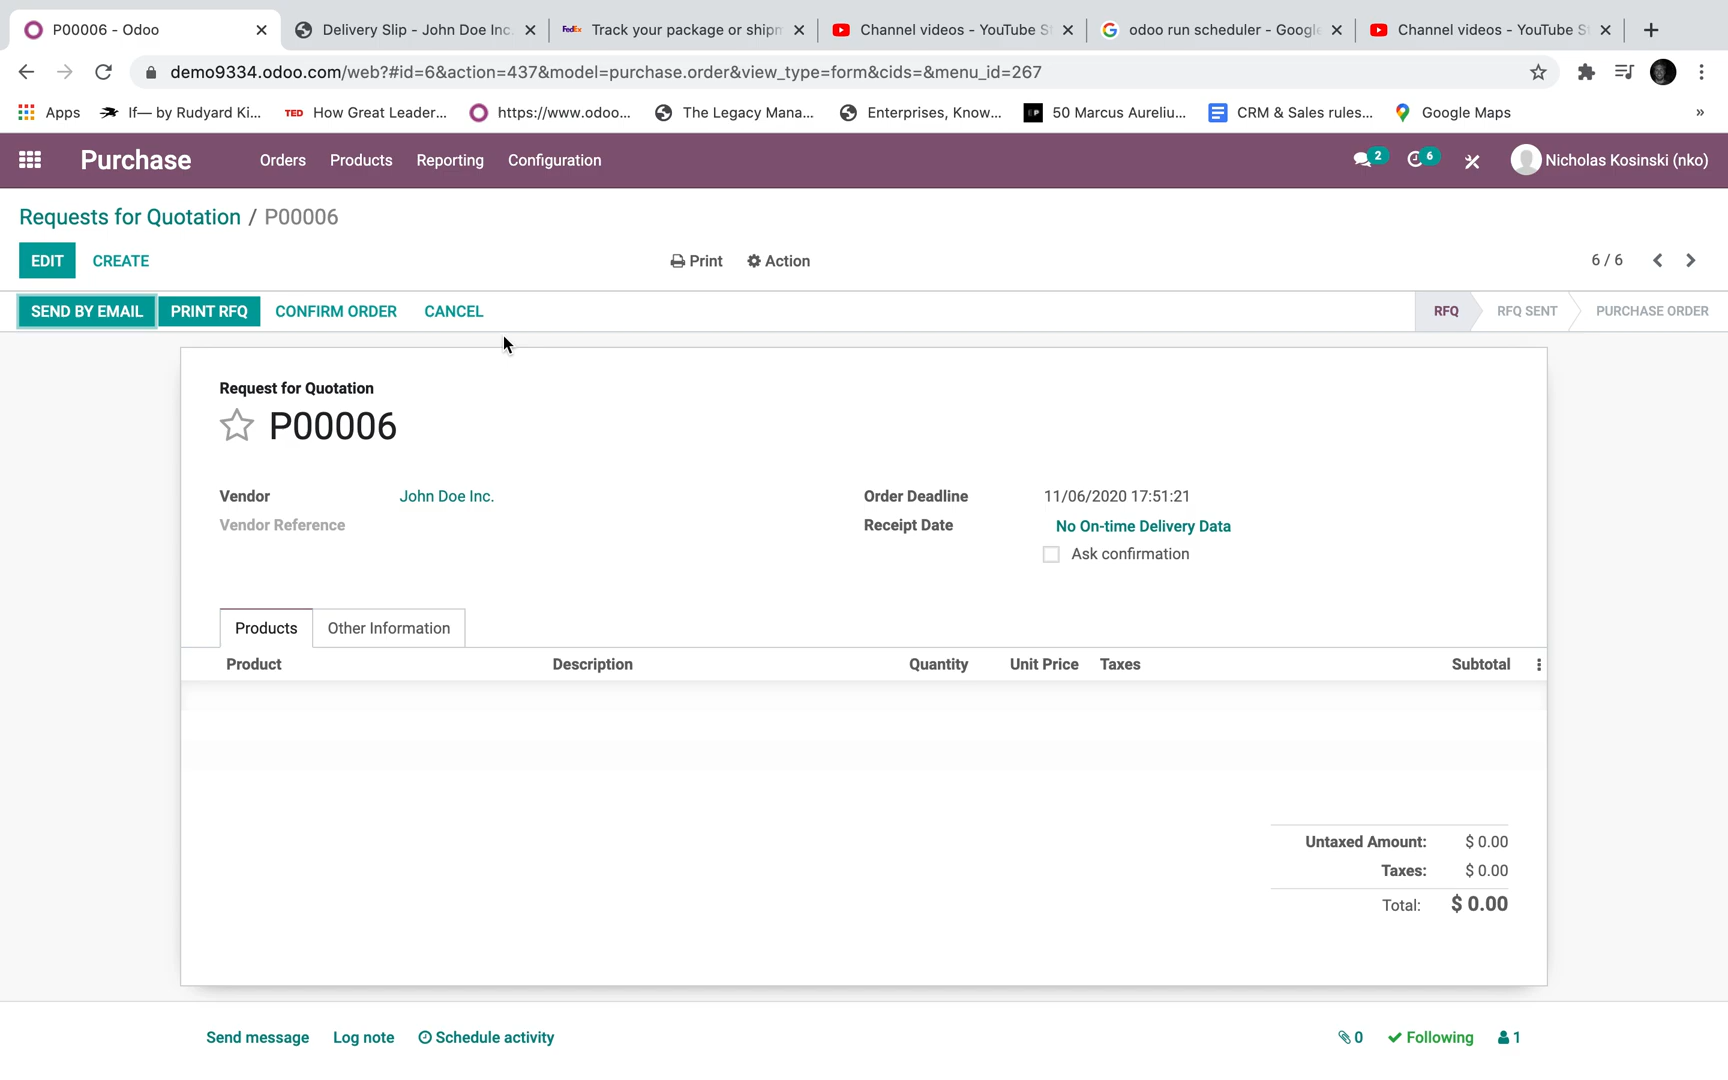 P00006 - Odoo
Delivery Slip - John Doe Inc.
FedEx Track your package or shipm
Channel videos - YouTube St
odoo run scheduler - Google
Channel videos - YouTube St
demo9334.odoo.com/web?#id=6&action=437&model=purchase.order&view_type=form&cids=&menu_id=267
Apps
If— by Rudyard Ki...
TED How Great Leader...
https://www.odoo...
The Legacy Mana...
Enterprises, Know...
50 Marcus Aureliu...
CRM & Sales rules...
Google Maps
»
Purchase
Orders
Products
Reporting
Configuration
2
6
Nicholas Kosinski (nko)
Requests for Quotation / P00006
EDIT
CREATE
Print
Action
6 / 6
SEND BY EMAIL
PRINT RFQ
CONFIRM ORDER
CANCEL
RFQ
RFQ SENT
PURCHASE ORDER
Request for Quotation
P00006
Vendor
John Doe Inc.
Order Deadline
11/06/2020 17:51:21
Vendor Reference
Receipt Date
No On-time Delivery Data
Ask confirmation
Products
Other Information
Product
Description
Quantity
Unit Price
Taxes
Subtotal
Untaxed Amount: $ 0.00
Taxes: $ 0.00
Total: $ 0.00
Send message
Log note
Schedule activity
0
Following
1